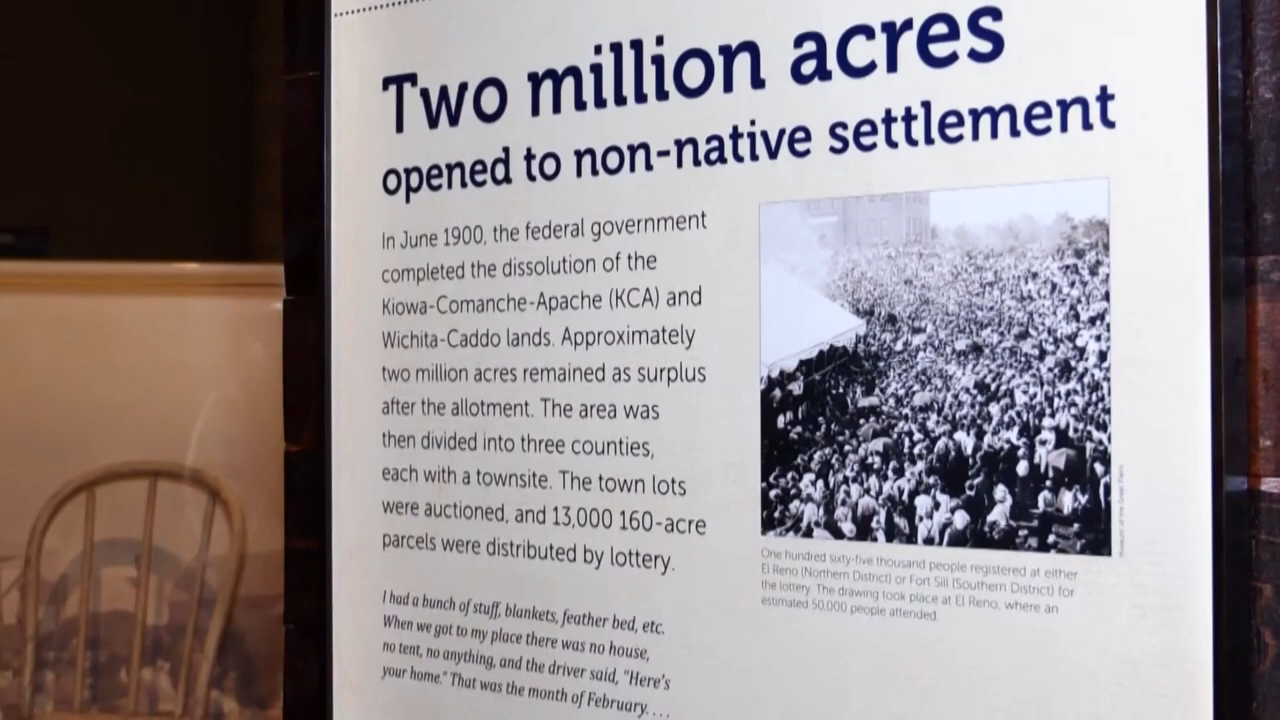 Two million acres
opened to non-native settlement
In June 1900, the federal government
completed the dissolution of the
Kiowa-Comanche-Apache (KCA) and
Wichita-Caddo lands. Approximately
two million acres remained as surplus
after the allotment. The area was
then divided into three counties,
each with a townsite. The town lots
were auctioned, and 13,000 160-acre
parcels were distributed by lottery.
I had a bunch of stuff, blankets, feather bed, etc.
When we got to my place there was no house,
no tent, no anything, and the driver said, "Here's
your home." That was the month of February. . . .
Museum of the Great Plains
One hundred sixty-five thousand people registered at either
El Reno (Northern District) or Fort Sill (Southern District) for
the lottery. The drawing took place at El Reno, where an
estimated 50,000 people attended.